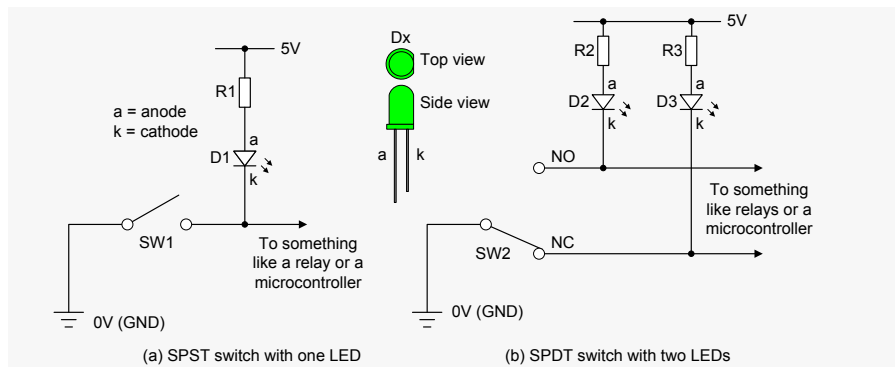 5V
R1
a = anode
k = cathode
a
D1
k
SW1
To something
like a relay or a
microcontroller
0V (GND)
(a) SPST switch with one LED
Dx
Top view
Side view
a
k
5V
R2
R3
a
a
D2
D3
k
k
NO
To something
like relays or a
microcontroller
SW2
NC
0V (GND)
(b) SPDT switch with two LEDs